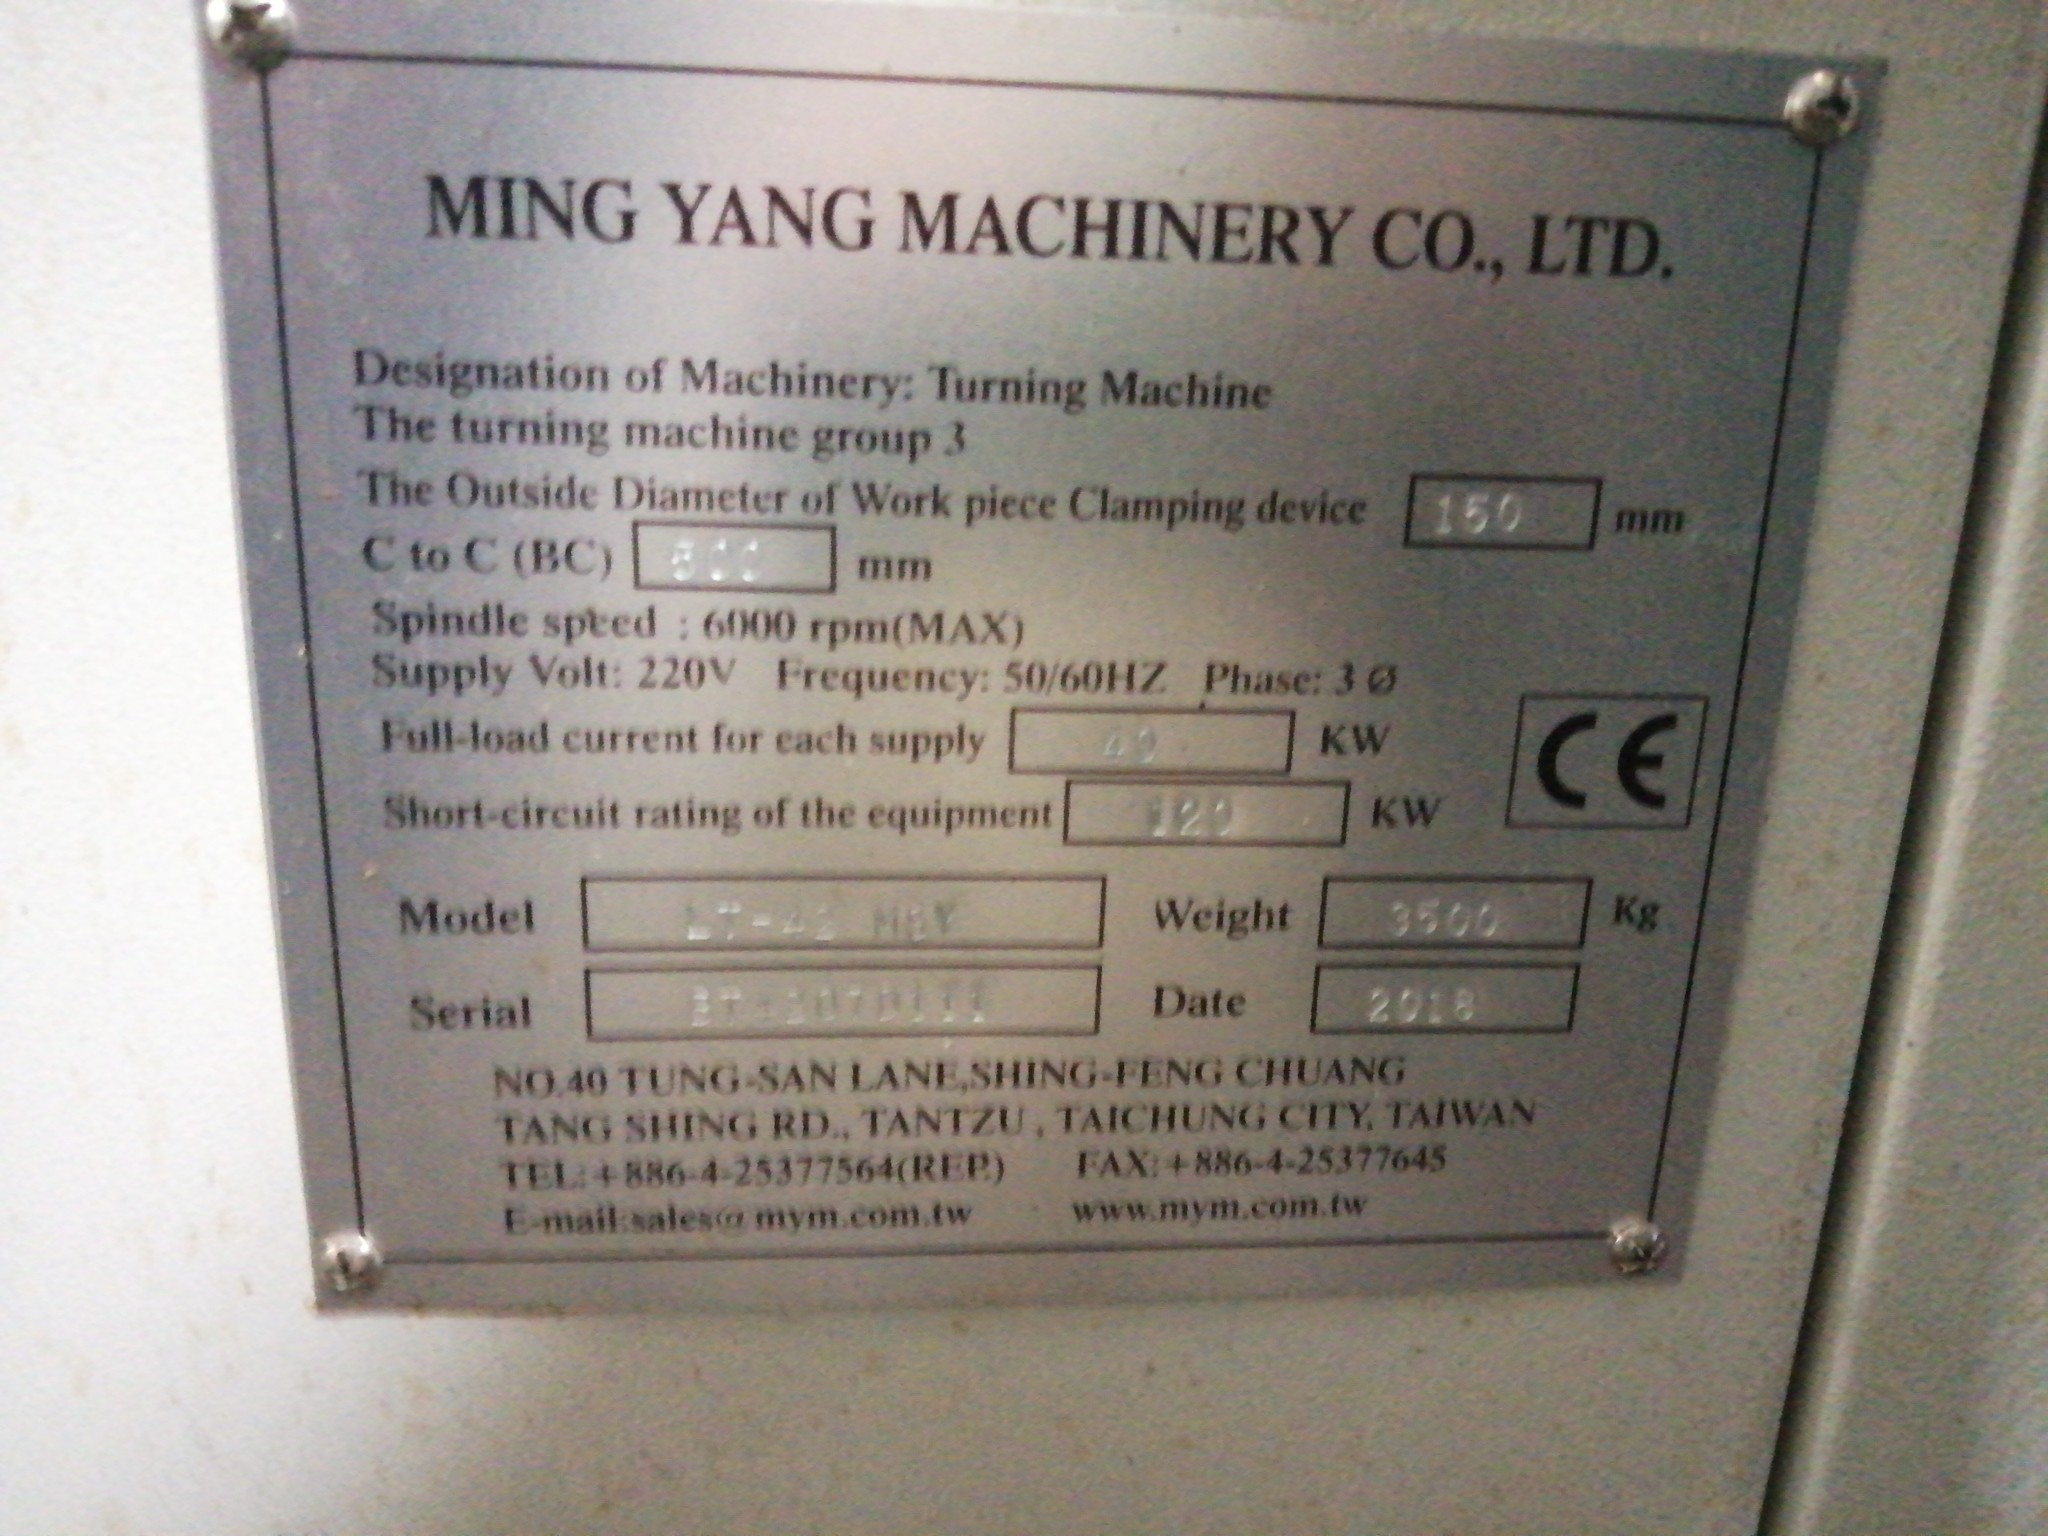 MING YANG MACHINERY CO., LTD.
Designation of Machinery: Turning Machine
The turning machine group 3
The Outside Diameter of Work piece Clamping device 150 mm
C to C (BC) mm
Spindle speed : 6000 rpm(MAX)
Supply Volt: 220V Frequency: 50/60HZ Phase: 3 Ø
Full-load current for each supply 40 KW
Short-circuit rating of the equipment 120 KW
CE
Model Weight 3500 Kg
Serial Date 2018
NO.40 TUNG-SAN LANE,SHING-FENG CHUANG
TANG SHING RD., TANTZU, TAICHUNG CITY, TAIWAN
TEL:+886-4-25377564(REP.) FAX:+886-4-25377645
E-mail:sales@mym.com.tw www.mym.com.tw